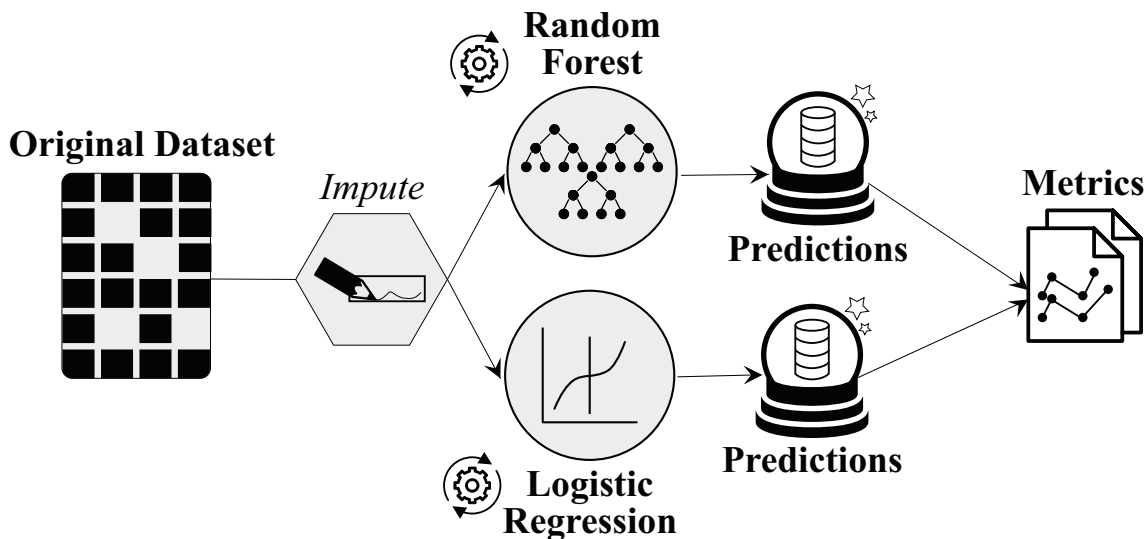 Original Dataset
Impute
Random
Forest
Predictions
Logistic
Regression
Predictions
Metrics